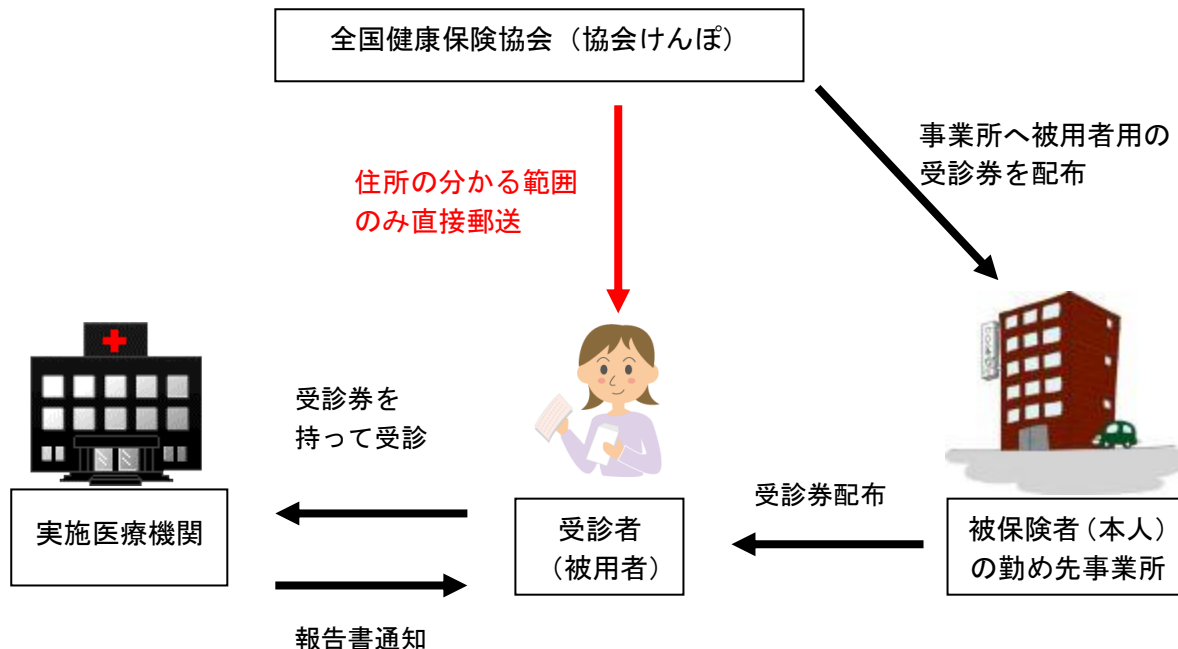 全国健康保険協会（協会けんぽ）
事業所へ被用者用の
受診券を配布
住所の分かる範囲
のみ直接郵送
受診券を
持って受診
受診券配布
実施医療機関
受診者
（被用者）
被保険者（本人）
の勤め先事業所
報告書通知